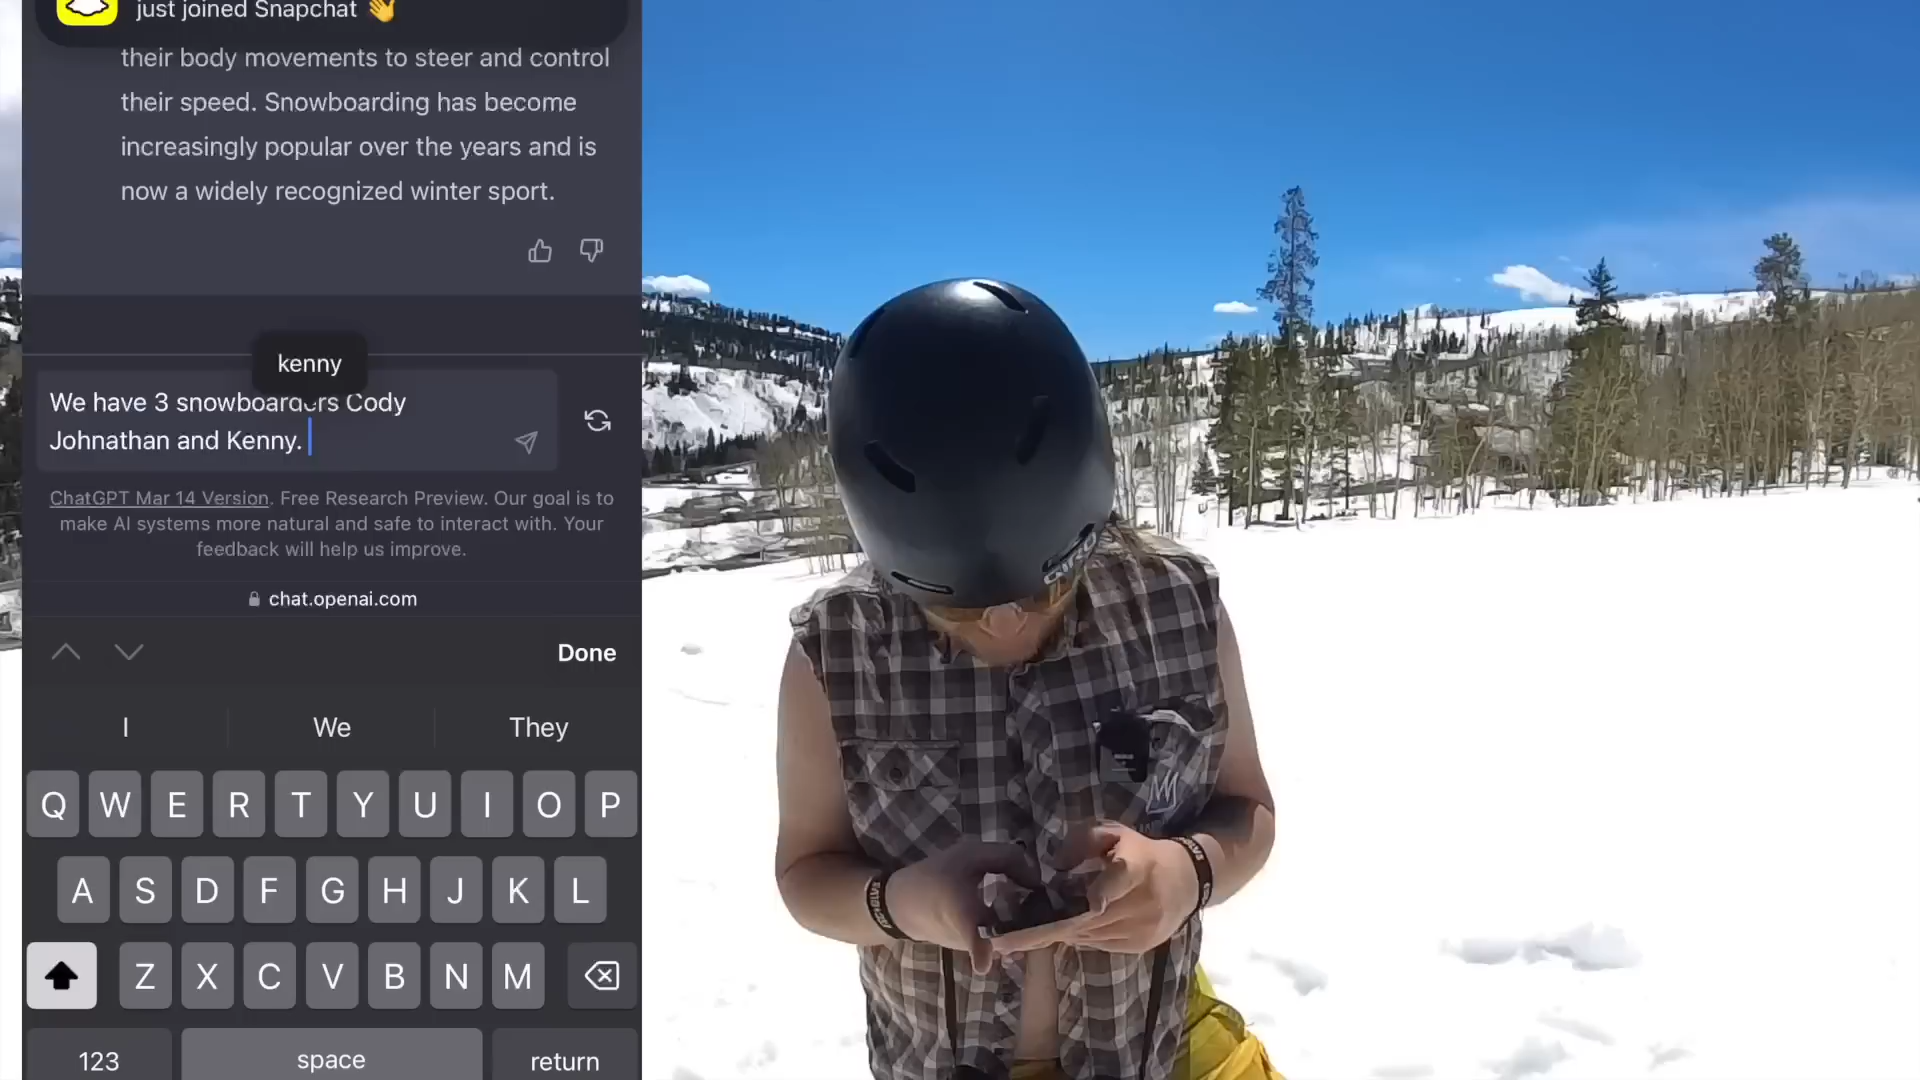 just joined Snapchat 👋
their body movements to steer and control
their speed. Snowboarding has become
increasingly popular over the years and is
now a widely recognized winter sport.
kenny
We have 3 snowboarders Cody
Johnathan and Kenny.
ChatGPT Mar 14 Version. Free Research Preview. Our goal is to
make AI systems more natural and safe to interact with. Your
feedback will help us improve.
chat.openai.com
Done
I We They
Q W E R T Y U I O P
A S D F G H J K L
Z X C V B N M
123 space return
GIRO